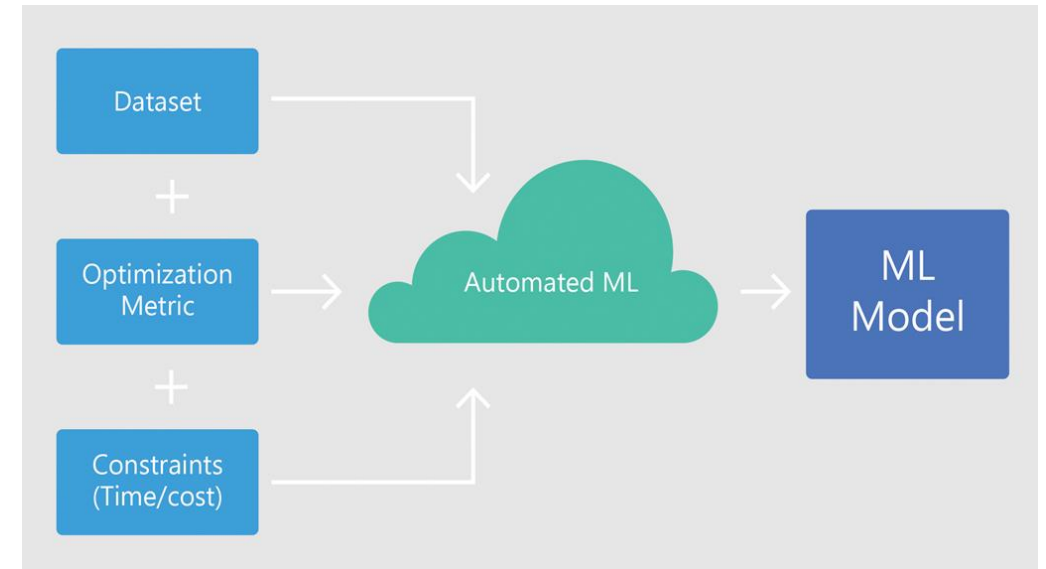 Dataset
+
Optimization
Metric
+
Constraints
(Time/cost)
Automated ML
ML
Model